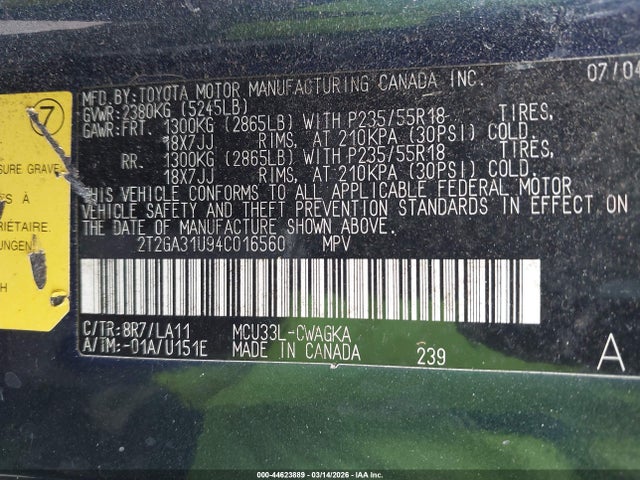 MFD.BY:TOYOTA MOTOR MANUFACTURING CANADA INC. 07/04
GVWR:2380KG (5245LB)
GAWR:FRT. 1300KG (2865LB) WITH P235/55R18 TIRES,
18X7JJ RIMS, AT 210KPA (30PSI) COLD.
RR. 1300KG (2865LB) WITH P235/55R18 TIRES,
18X7JJ RIMS, AT 210KPA (30PSI) COLD.
THIS VEHICLE CONFORMS TO ALL APPLICABLE FEDERAL MOTOR
VEHICLE SAFETY AND THEFT PREVENTION STANDARDS IN EFFECT ON
THE DATE OF MANUFACTURE SHOWN ABOVE.
2T2GA31U94C016560 MPV
C/TR:8R7/LA11 MCU33L-CWAGKA
A/TM:-01A/U151E MADE IN CANADA 239 A
7
SURE GRAVE
S À
RIÉTAIRE.
UNGEN
H
000-44623889 - 03/14/2026 - IAA Inc.